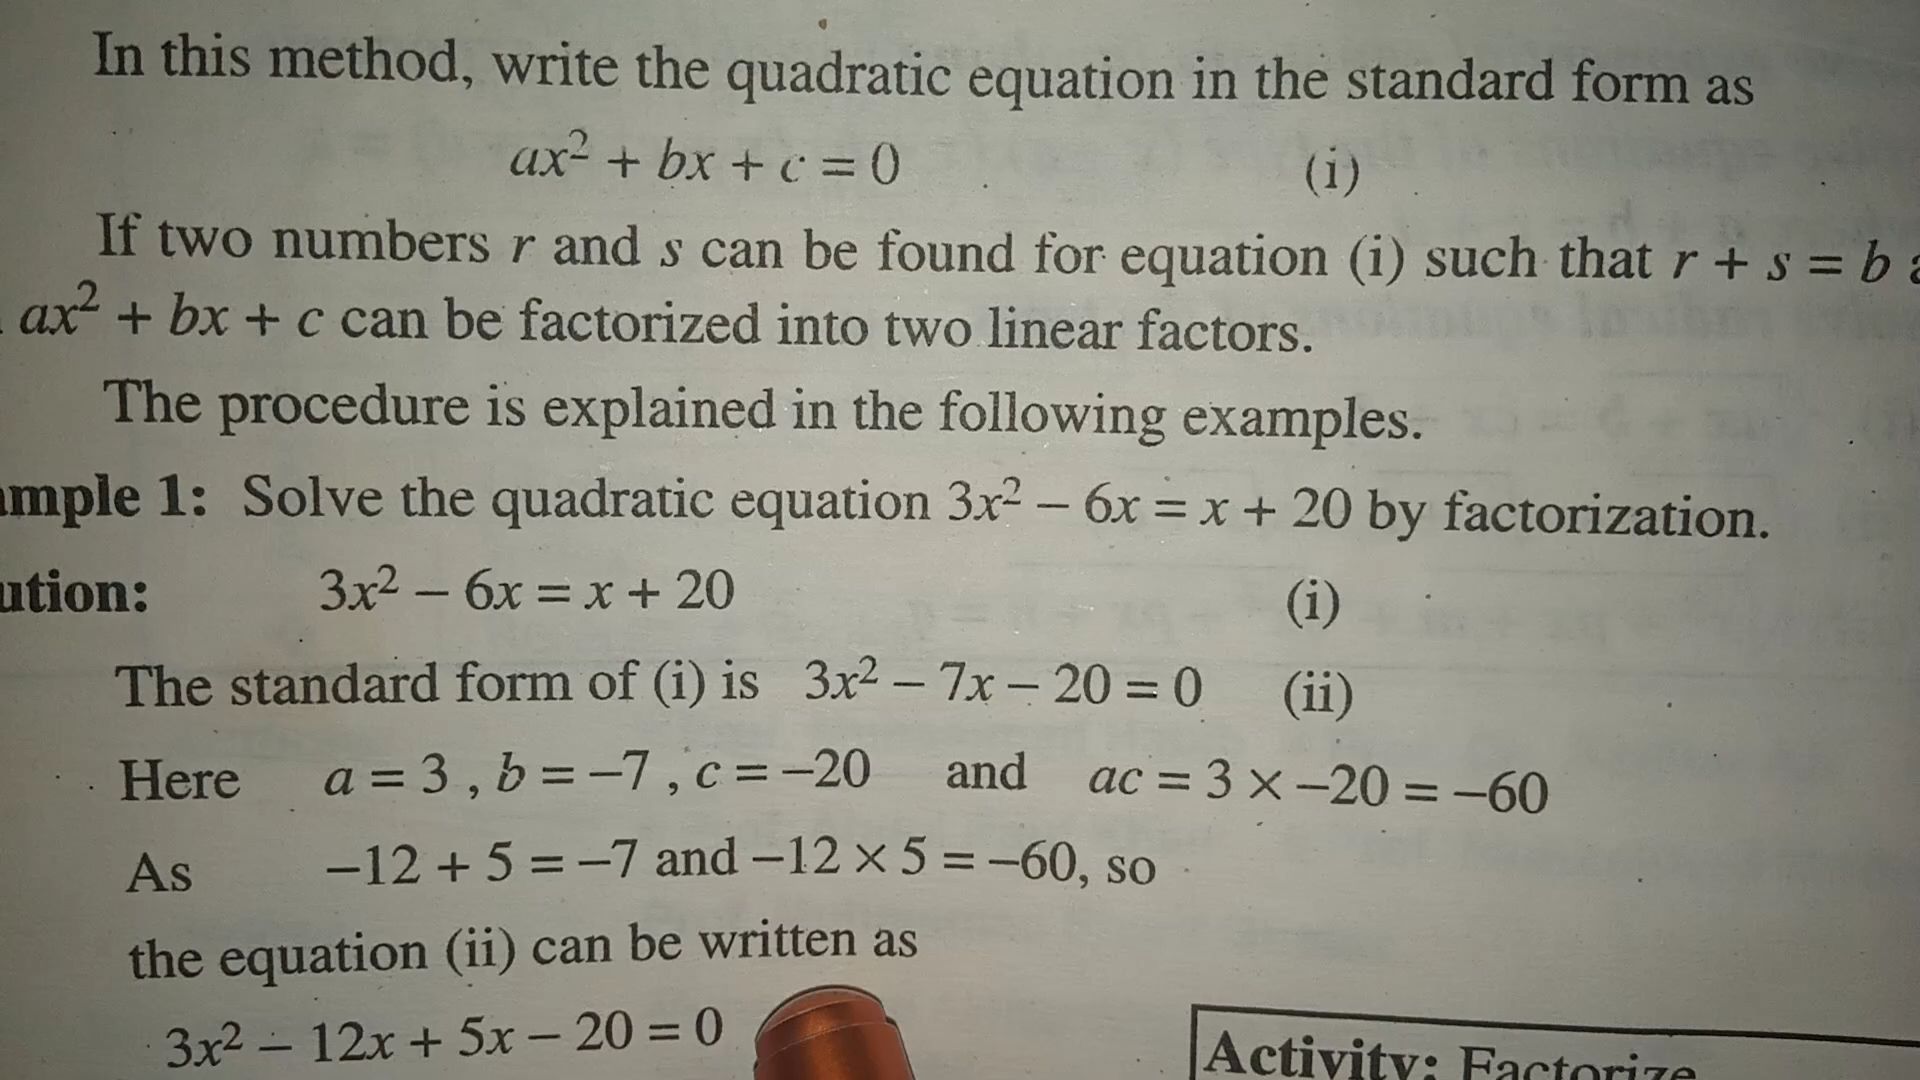 In this method, write the quadratic equation in the standard form as
ax² + bx + c = 0 (i)
If two numbers r and s can be found for equation (i) such that r + s = b
ax² + bx + c can be factorized into two linear factors.
The procedure is explained in the following examples.
mple 1: Solve the quadratic equation 3x² – 6x = x + 20 by factorization.
ution: 3x² – 6x = x + 20 (i)
The standard form of (i) is 3x² – 7x – 20 = 0 (ii)
Here a = 3 , b = –7 , c = –20 and ac = 3 × –20 = –60
As –12 + 5 = –7 and –12 × 5 = –60, so
the equation (ii) can be written as
3x² – 12x + 5x – 20 = 0
Activity: Factorize